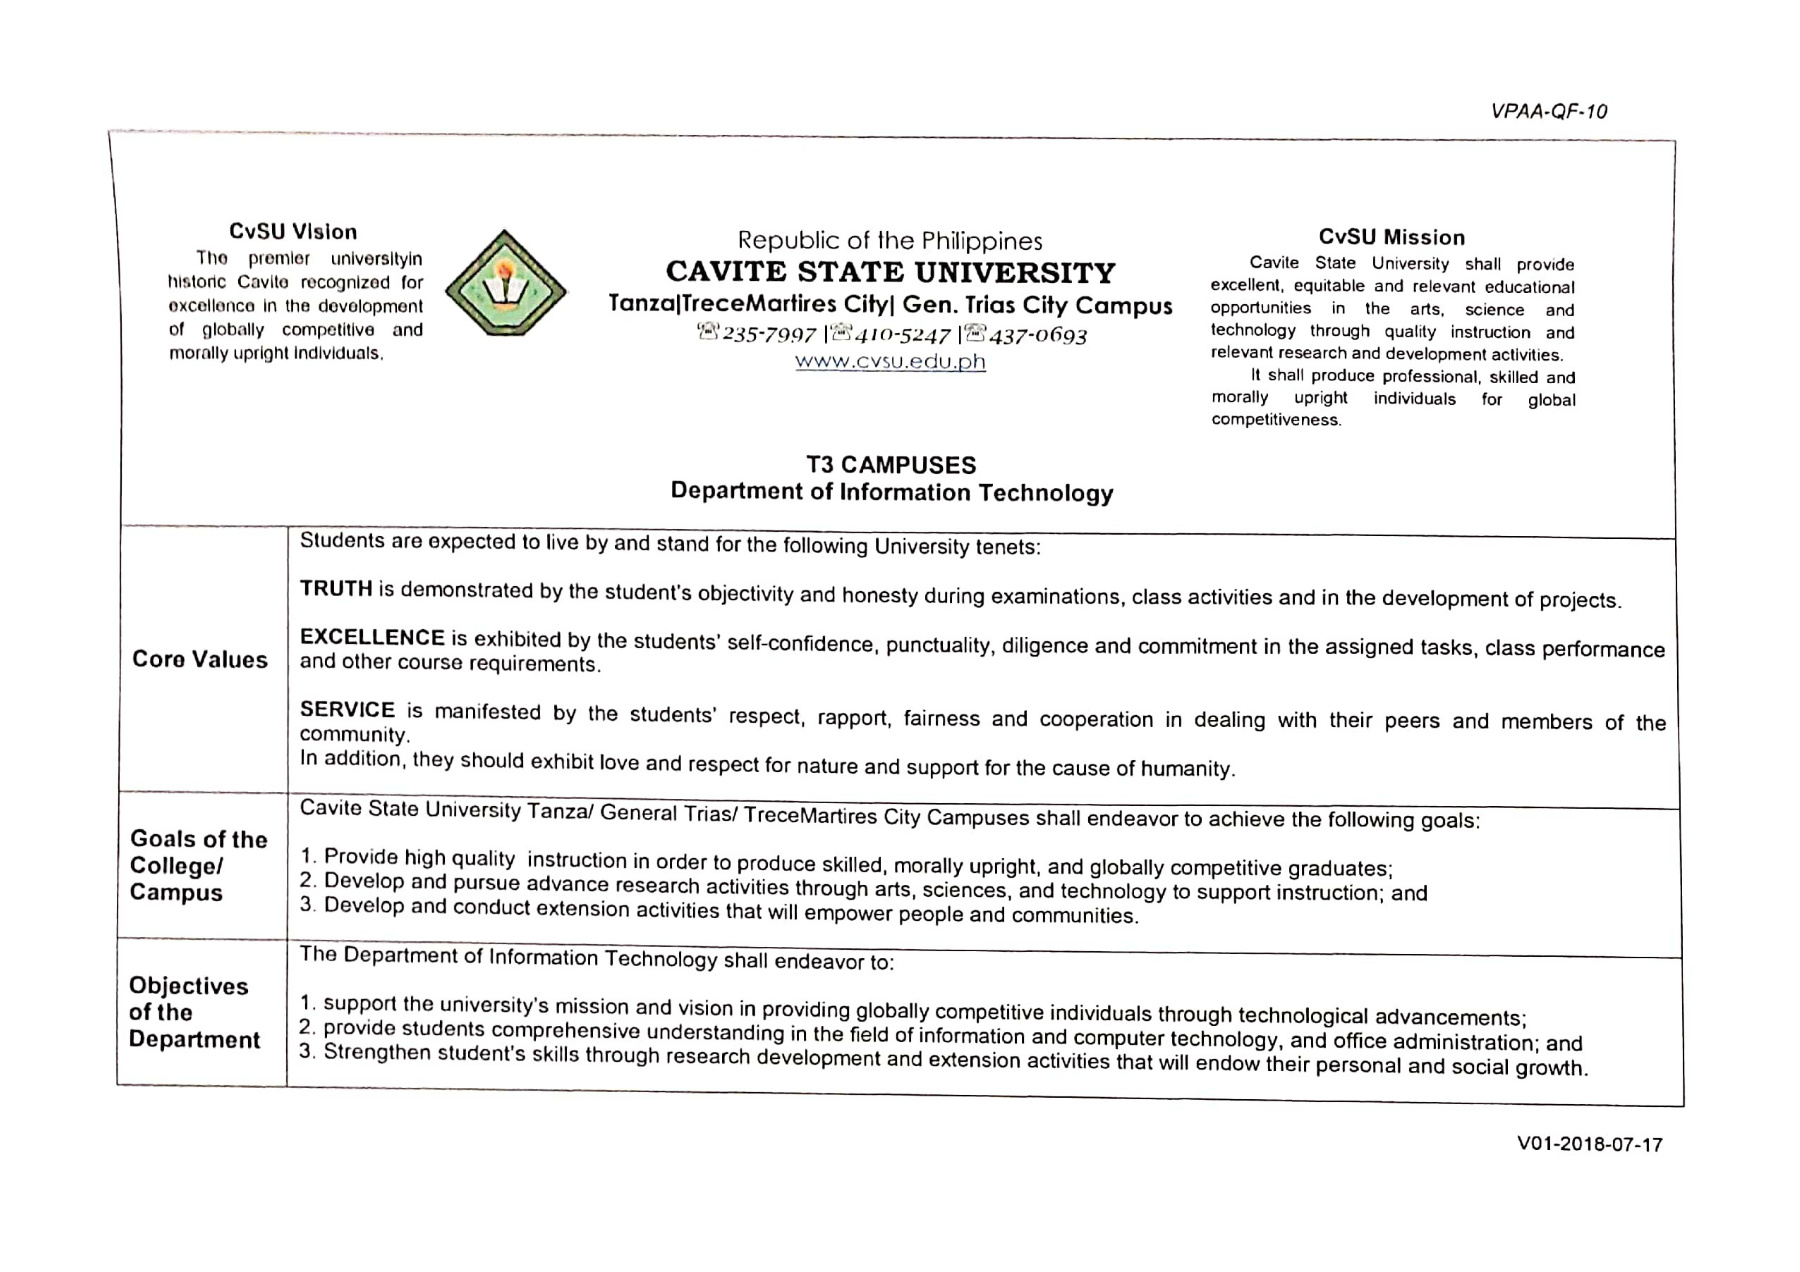 VPAA-QF-10
CvSU Vision
The premier universityin
historic Cavite recognized for
excellence in the development
of globally competitive and
morally upright individuals.
Republic of the Philippines
CAVITE STATE UNIVERSITY
Tanza|TreceMartires City| Gen. Trias City Campus
☏235-7997 |☏410-5247 |☏437-0693
www.cvsu.edu.ph
CvSU Mission
Cavite State University shall provide
excellent, equitable and relevant educational
opportunities in the arts, science and
technology through quality instruction and
relevant research and development activities.
It shall produce professional, skilled and
morally upright individuals for global
competitiveness.
T3 CAMPUSES
Department of Information Technology
Core Values
Students are expected to live by and stand for the following University tenets:
TRUTH is demonstrated by the student's objectivity and honesty during examinations, class activities and in the development of projects.
EXCELLENCE is exhibited by the students' self-confidence, punctuality, diligence and commitment in the assigned tasks, class performance
and other course requirements.
SERVICE is manifested by the students' respect, rapport, fairness and cooperation in dealing with their peers and members of the
community.
In addition, they should exhibit love and respect for nature and support for the cause of humanity.
Goals of the
College/
Campus
Cavite State University Tanza/ General Trias/ TreceMartires City Campuses shall endeavor to achieve the following goals:
1. Provide high quality instruction in order to produce skilled, morally upright, and globally competitive graduates;
2. Develop and pursue advance research activities through arts, sciences, and technology to support instruction; and
3. Develop and conduct extension activities that will empower people and communities.
Objectives
of the
Department
The Department of Information Technology shall endeavor to:
1. support the university's mission and vision in providing globally competitive individuals through technological advancements;
2. provide students comprehensive understanding in the field of information and computer technology, and office administration; and
3. Strengthen student's skills through research development and extension activities that will endow their personal and social growth.
V01-2018-07-17